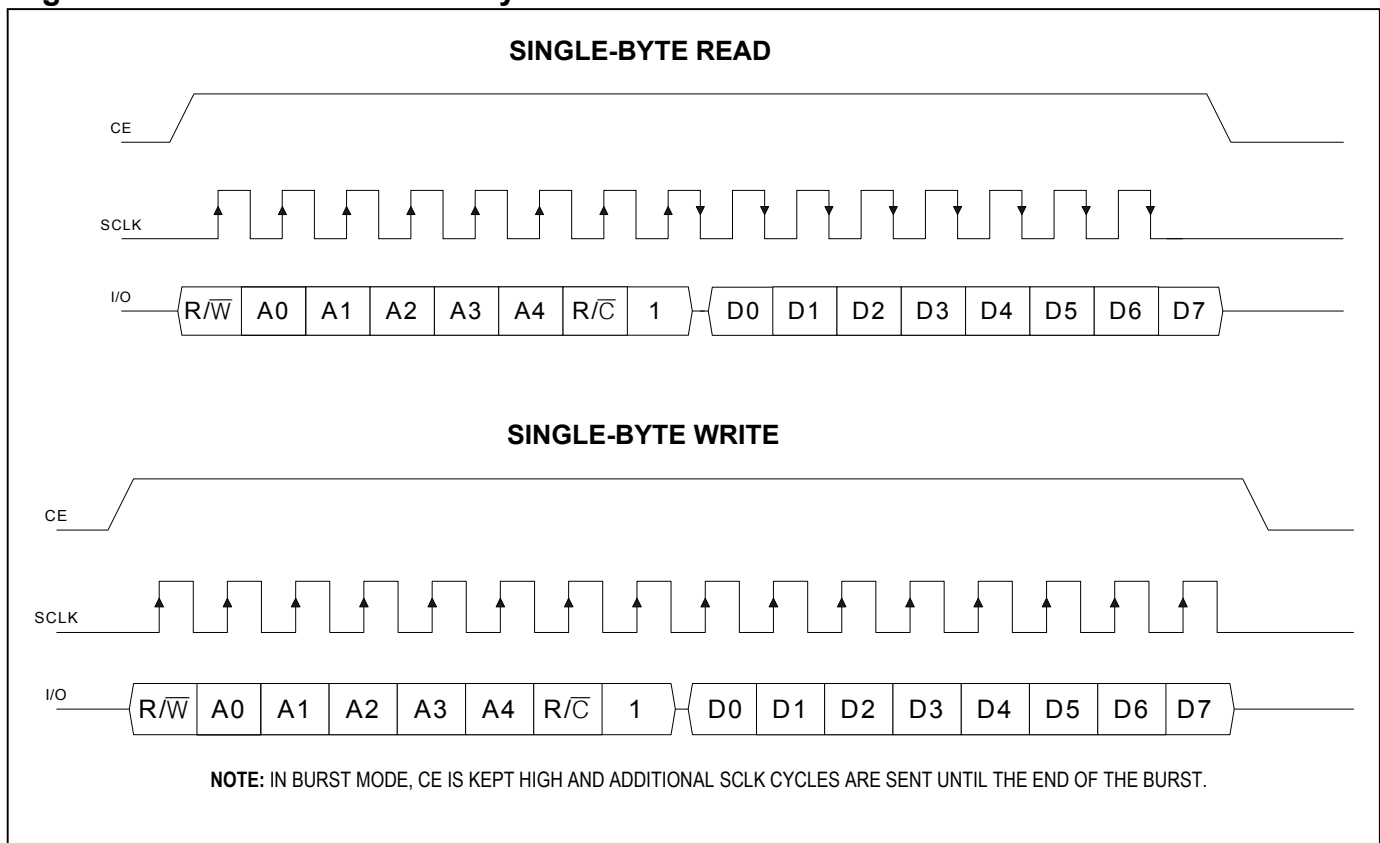 SINGLE-BYTE READ
CE
SCLK
I/O R/W̅ A0 A1 A2 A3 A4 R/C̅ 1 D0 D1 D2 D3 D4 D5 D6 D7
SINGLE-BYTE WRITE
CE
SCLK
I/O R/W̅ A0 A1 A2 A3 A4 R/C̅ 1 D0 D1 D2 D3 D4 D5 D6 D7
NOTE: IN BURST MODE, CE IS KEPT HIGH AND ADDITIONAL SCLK CYCLES ARE SENT UNTIL THE END OF THE BURST.